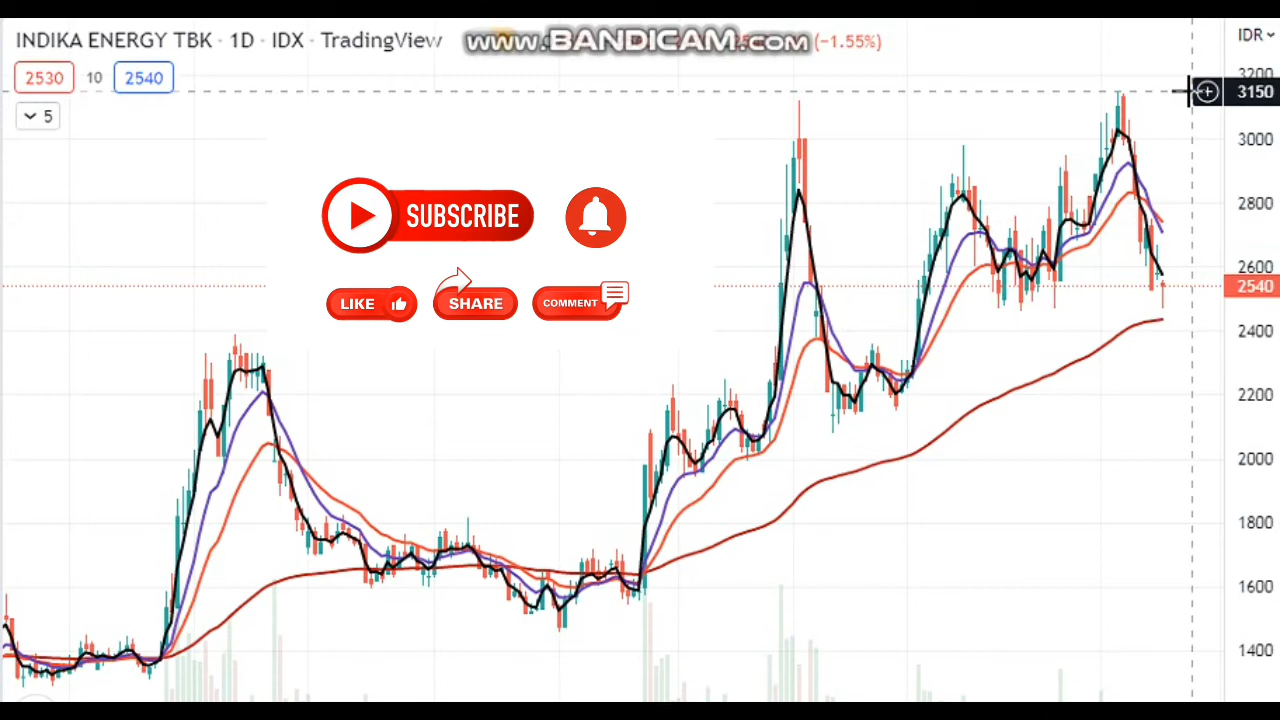 INDIKA ENERGY TBK · 1D · IDX · TradingView
www.BANDICAM.com
(−1.55%)
IDR
2530 10 2540
5
3200
3150
3000
2800
2600
2540
2400
2200
2000
1800
1600
1400
SUBSCRIBE
LIKE
SHARE
COMMENT